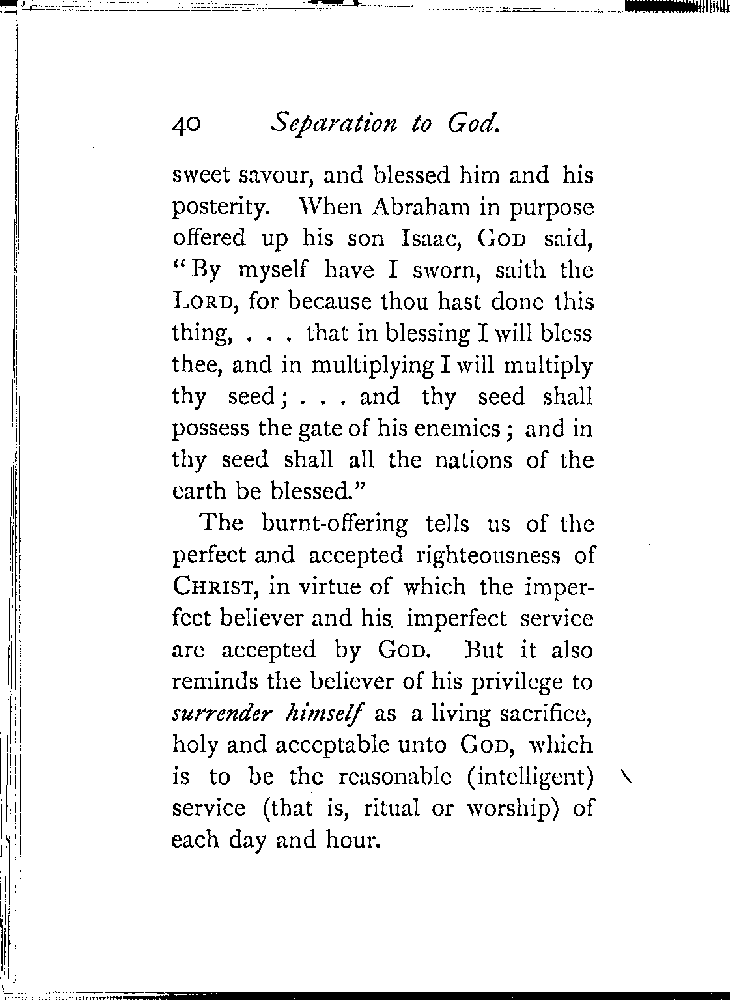 40 Separation to God.
sweet savour, and blessed him and his
posterity. When Abraham in purpose
offered up his son Isaac, GOD said,
“By myself have I sworn, saith the
LORD, for because thou hast done this
thing, . . . that in blessing I will bless
thee, and in multiplying I will multiply
thy seed; . . . and thy seed shall
possess the gate of his enemies; and in
thy seed shall all the nations of the
earth be blessed.”
The burnt-offering tells us of the
perfect and accepted righteousness of
CHRIST, in virtue of which the imper-
fect believer and his imperfect service
are accepted by GOD. But it also
reminds the believer of his privilege to
surrender himself as a living sacrifice,
holy and acceptable unto GOD, which
is to be the reasonable (intelligent)
service (that is, ritual or worship) of
each day and hour.